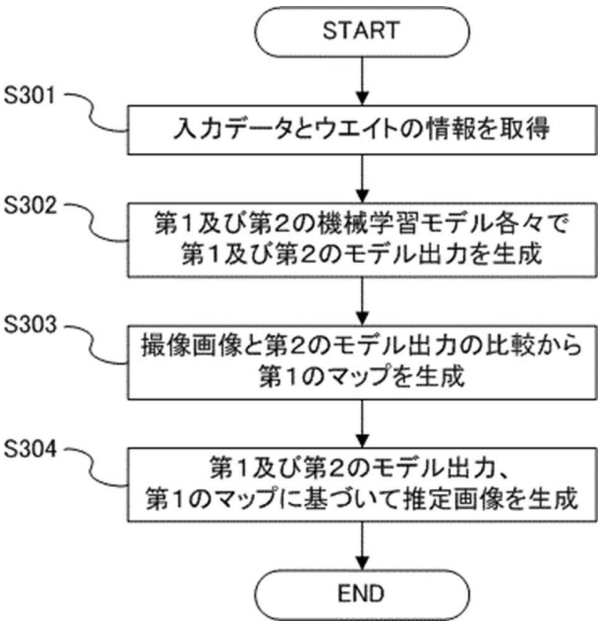 START
S301
入力データとウエイトの情報を取得
S302
第1及び第2の機械学習モデル各々で
第1及び第2のモデル出力を生成
S303
撮像画像と第2のモデル出力の比較から
第1のマップを生成
S304
第1及び第2のモデル出力、
第1のマップに基づいて推定画像を生成
END